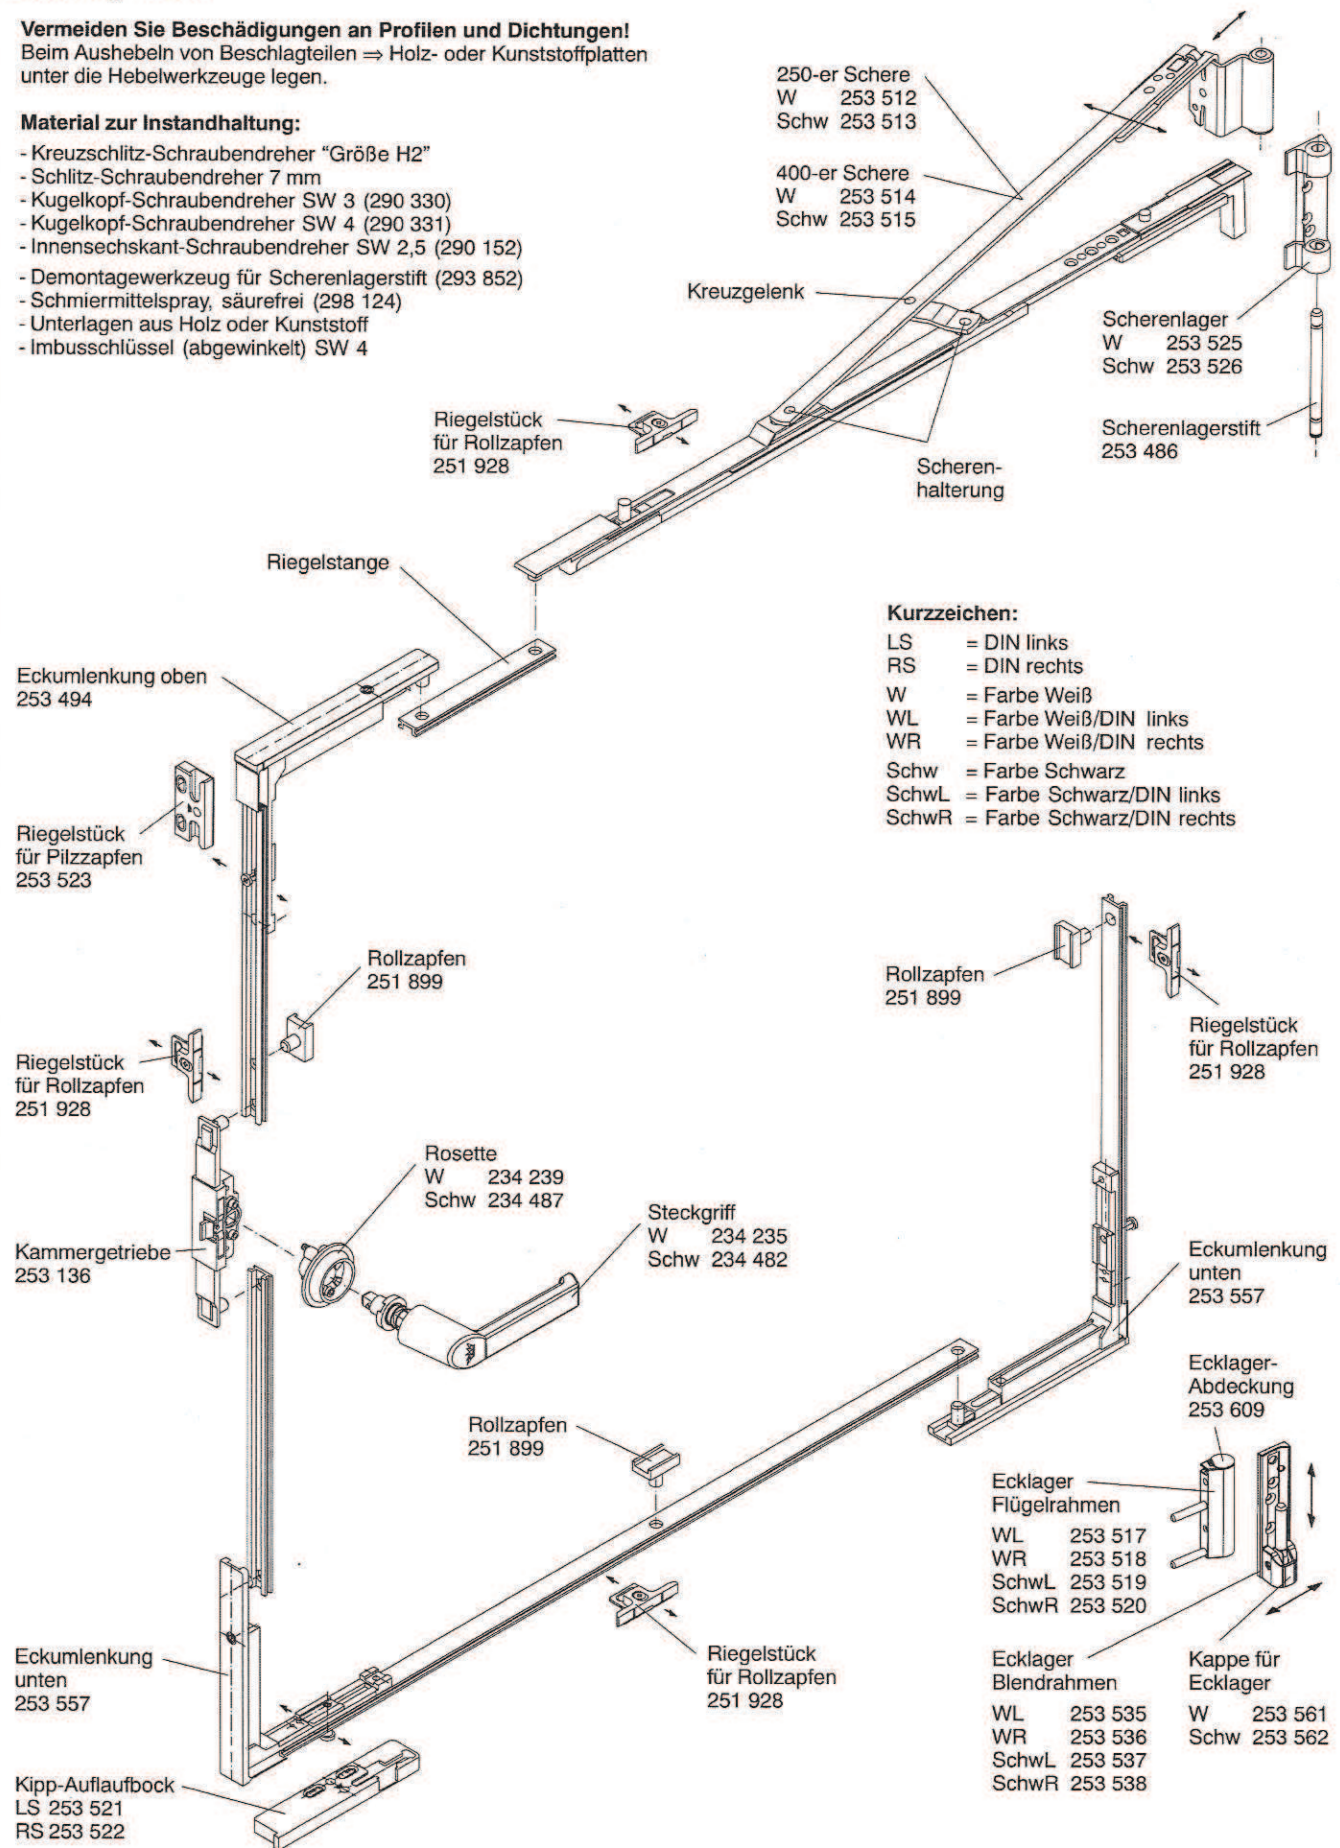 Vermeiden Sie Beschädigungen an Profilen und Dichtungen!
Beim Aushebeln von Beschlagteilen ⇒ Holz- oder Kunststoffplatten
unter die Hebelwerkzeuge legen.
Material zur Instandhaltung:
- Kreuzschlitz-Schraubendreher "Größe H2"
- Schlitz-Schraubendreher 7 mm
- Kugelkopf-Schraubendreher SW 3 (290 330)
- Kugelkopf-Schraubendreher SW 4 (290 331)
- Innensechskant-Schraubendreher SW 2,5 (290 152)
- Demontagewerkzeug für Scherenlagerstift (293 852)
- Schmiermittelspray, säurefrei (298 124)
- Unterlagen aus Holz oder Kunststoff
- Imbusschlüssel (abgewinkelt) SW 4
250-er Schere
W 253 512
Schw 253 513
400-er Schere
W 253 514
Schw 253 515
Kreuzgelenk
Scherenlager
W 253 525
Schw 253 526
Scherenlagerstift
253 486
Riegelstück
für Rollzapfen
251 928
Scheren-
halterung
Riegelstange
Kurzzeichen:
LS = DIN links
RS = DIN rechts
W = Farbe Weiß
WL = Farbe Weiß/DIN links
WR = Farbe Weiß/DIN rechts
Schw = Farbe Schwarz
SchwL = Farbe Schwarz/DIN links
SchwR = Farbe Schwarz/DIN rechts
Eckumlenkung oben
253 494
Riegelstück
für Pilzzapfen
253 523
Rollzapfen
251 899
Riegelstück
für Rollzapfen
251 928
Rollzapfen
251 899
Riegelstück
für Rollzapfen
251 928
Rosette
W 234 239
Schw 234 487
Steckgriff
W 234 235
Schw 234 482
Kammergetriebe
253 136
Eckumlenkung
unten
253 557
Ecklager-
Abdeckung
253 609
Rollzapfen
251 899
Ecklager
Flügelrahmen
WL 253 517
WR 253 518
SchwL 253 519
SchwR 253 520
Riegelstück
für Rollzapfen
251 928
Ecklager
Blendrahmen
WL 253 535
WR 253 536
SchwL 253 537
SchwR 253 538
Kappe für
Ecklager
W 253 561
Schw 253 562
Eckumlenkung
unten
253 557
Kipp-Auflaufbock
LS 253 521
RS 253 522